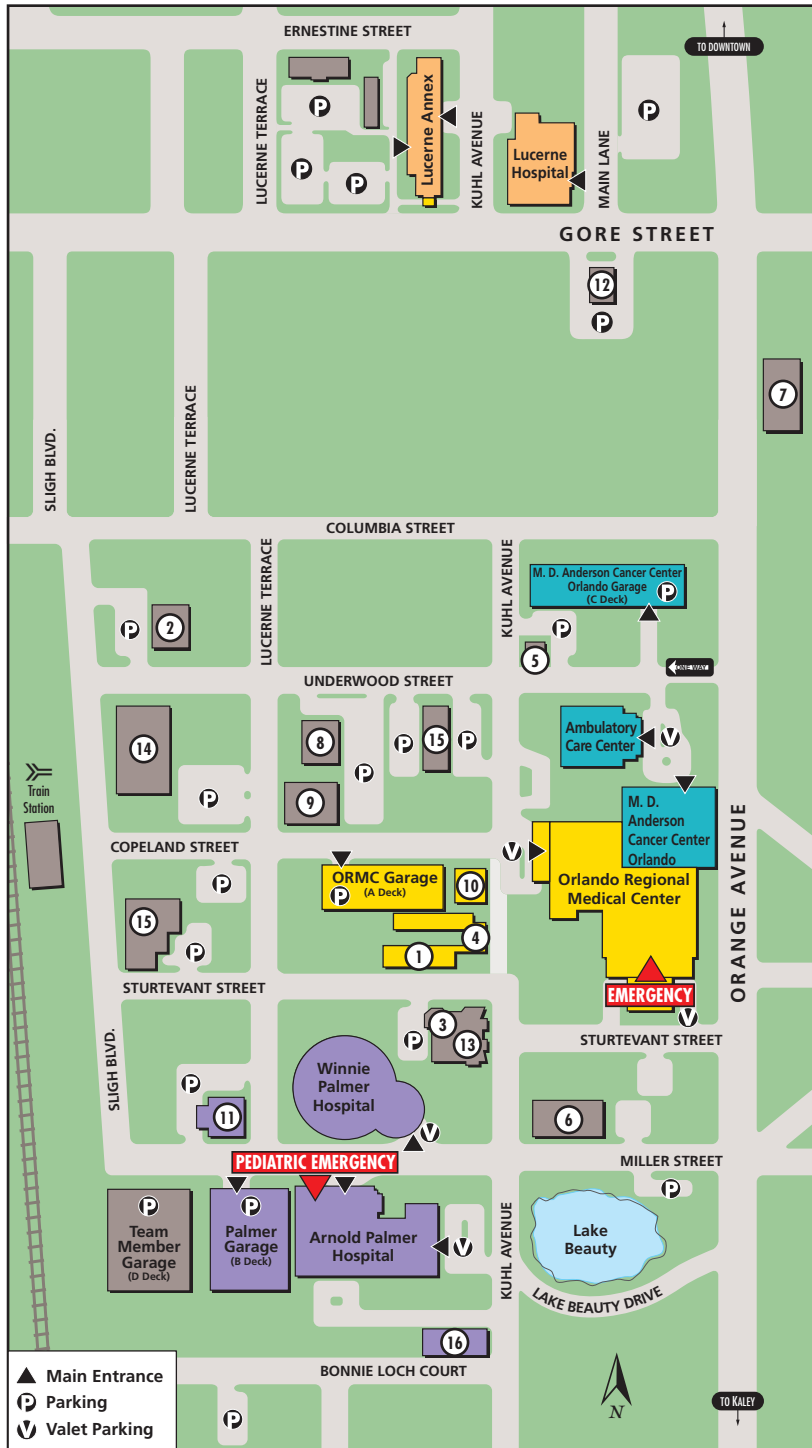 ERNESTINE STREET
TO DOWNTOWN
LUCERNE TERRACE
P
P
P
Lucerne Annex
KUHL AVENUE
Lucerne
Hospital
MAIN LANE
P
GORE STREET
12
P
7
SLIGH BLVD.
LUCERNE TERRACE
COLUMBIA STREET
LUCERNE TERRACE
KUHL AVENUE
M. D. Anderson Cancer Center
Orlando Garage
(C Deck)
P
P
2
P
5
ONE WAY
UNDERWOOD STREET
14
P
8
9
P
P
15
P
Ambulatory
Care Center
V
Train
Station
M. D.
Anderson
Cancer Center
Orlando
COPELAND STREET
V
ORMC Garage
(A Deck)
P
10
Orlando Regional
Medical Center
P
15
P
4
1
ORANGE AVENUE
STURTEVANT STREET
EMERGENCY
V
3
13
P
STURTEVANT STREET
SLIGH BLVD.
Winnie
Palmer
Hospital
P
11
V
6
PEDIATRIC EMERGENCY
MILLER STREET
P
P
Team
Member
Garage
(D Deck)
P
Palmer
Garage
(B Deck)
Arnold Palmer
Hospital
V
KUHL AVENUE
Lake
Beauty
LAKE BEAUTY DRIVE
16
BONNIE LOCH COURT
P
Main Entrance
P Parking
V Valet Parking
N
TO KALEY